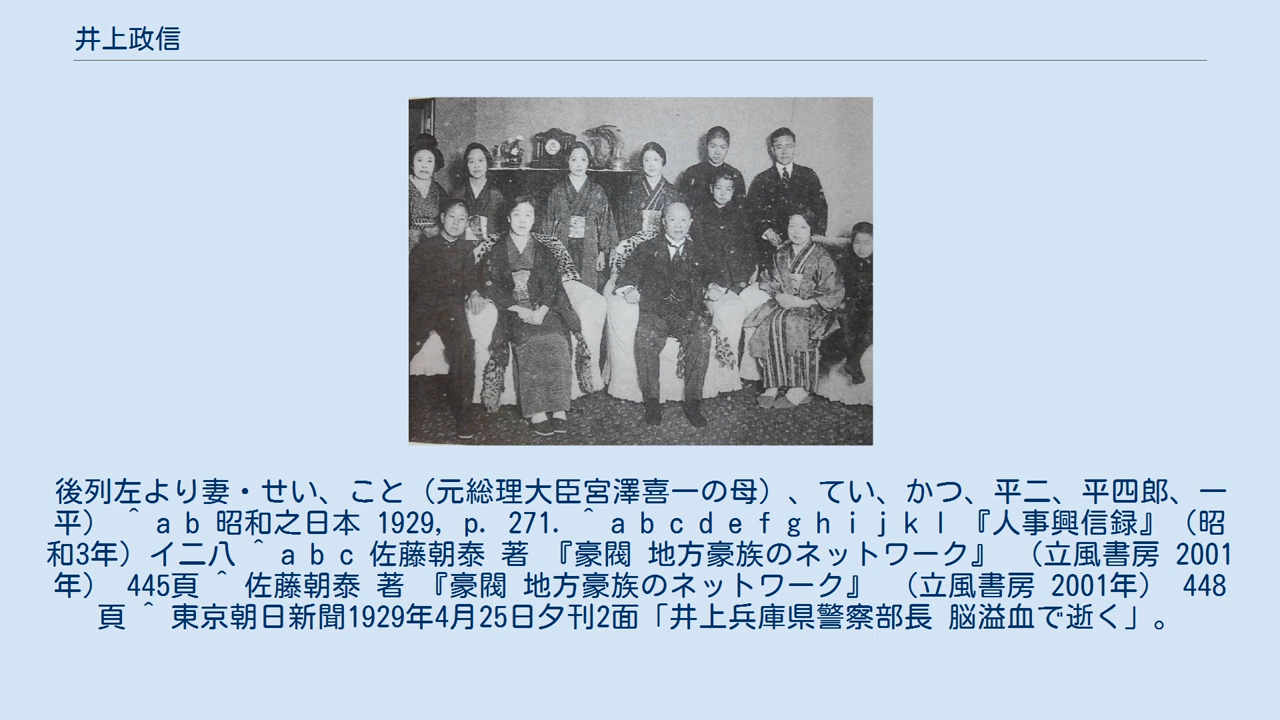 井上政信
後列左より妻・せい、こと（元総理大臣宮澤喜一の母）、てい、かつ、平二、平四郎、一
平） ^ a b 昭和之日本 1929, p. 271. ^ a b c d e f g h i j k l 『人事興信録』（昭
和3年）イ二八 ^ a b c 佐藤朝泰 著 『豪閥 地方豪族のネットワーク』 （立風書房 2001
年） 445頁 ^ 佐藤朝泰 著 『豪閥 地方豪族のネットワーク』 （立風書房 2001年） 448
頁 ^ 東京朝日新聞1929年4月25日夕刊2面「井上兵庫県警察部長 脳溢血で逝く」。